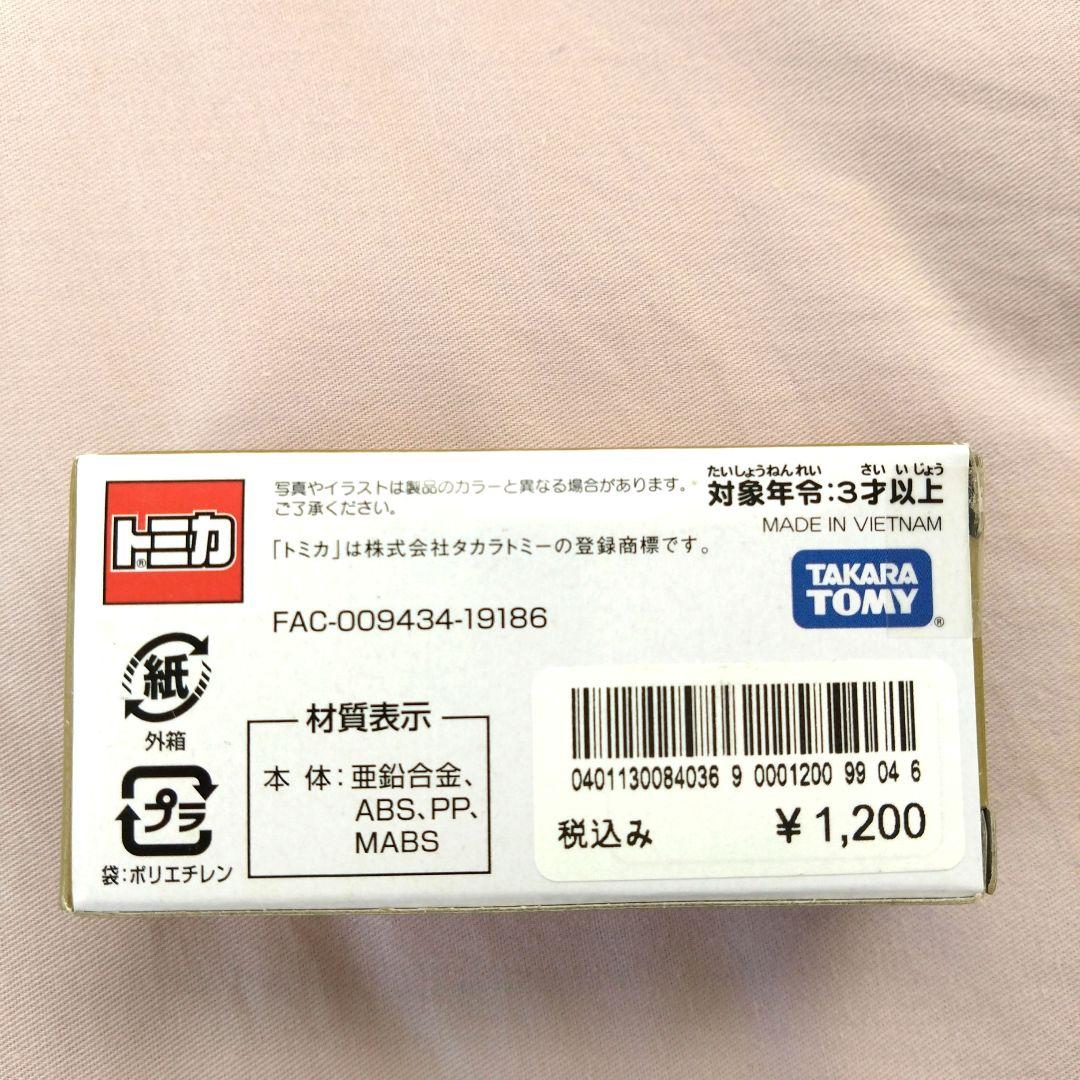 トミカ®
写真やイラストは製品のカラーと異なる場合があります。
ご了承ください。
「トミカ」は株式会社タカラトミーの登録商標です。
FAC-009434-19186
たいしょうねんれい さい いじょう
対象年令:3才以上
MADE IN VIETNAM
TAKARA
TOMY®
紙
外箱
プラ
袋:ポリエチレン
材質表示
本 体:亜鉛合金、
ABS、PP、
MABS
0401130084036 9 0001200 99 04 6
税込み ¥1,200